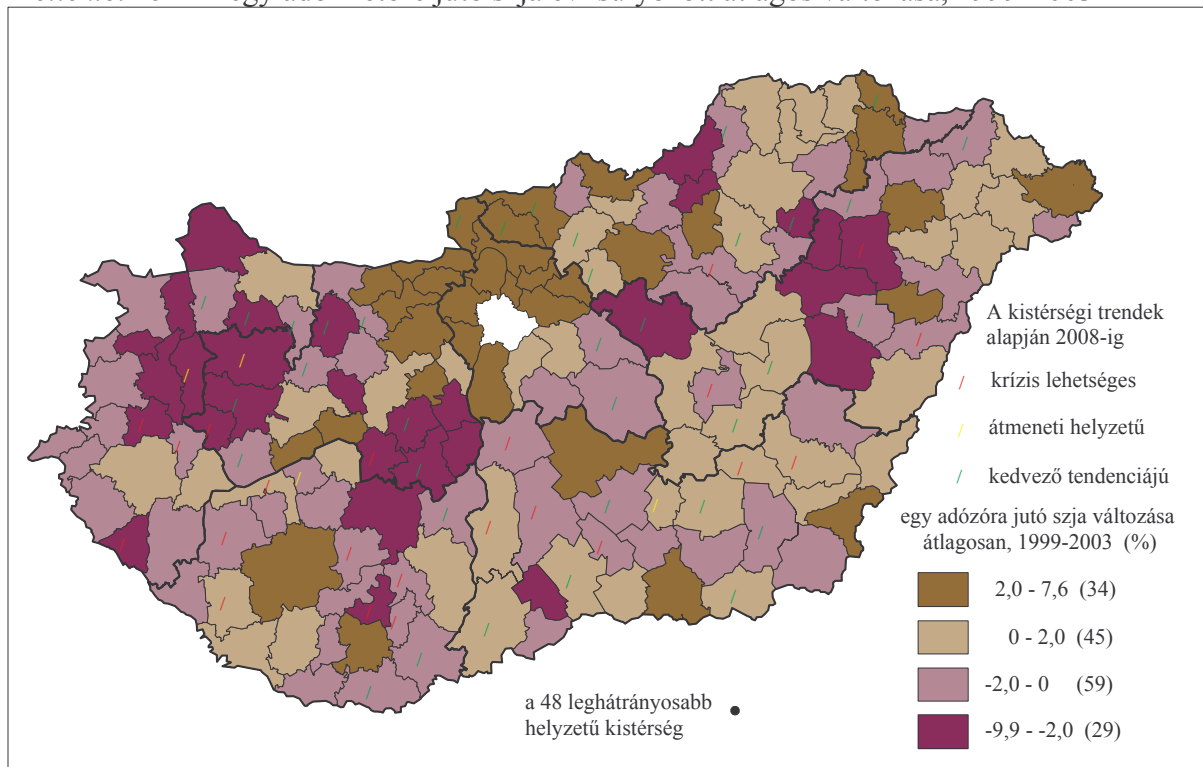 A kistérségi trendek
alapján 2008-ig
krízis lehetséges
átmeneti helyzetű
kedvező tendenciájú
egy adózóra jutó szja változása
átlagosan, 1999-2003 (%)
2,0 - 7,6 (34)
0 - 2,0 (45)
-2,0 - 0 (59)
-9,9 - -2,0 (29)
a 48 leghátrányosabb
helyzetű kistérség